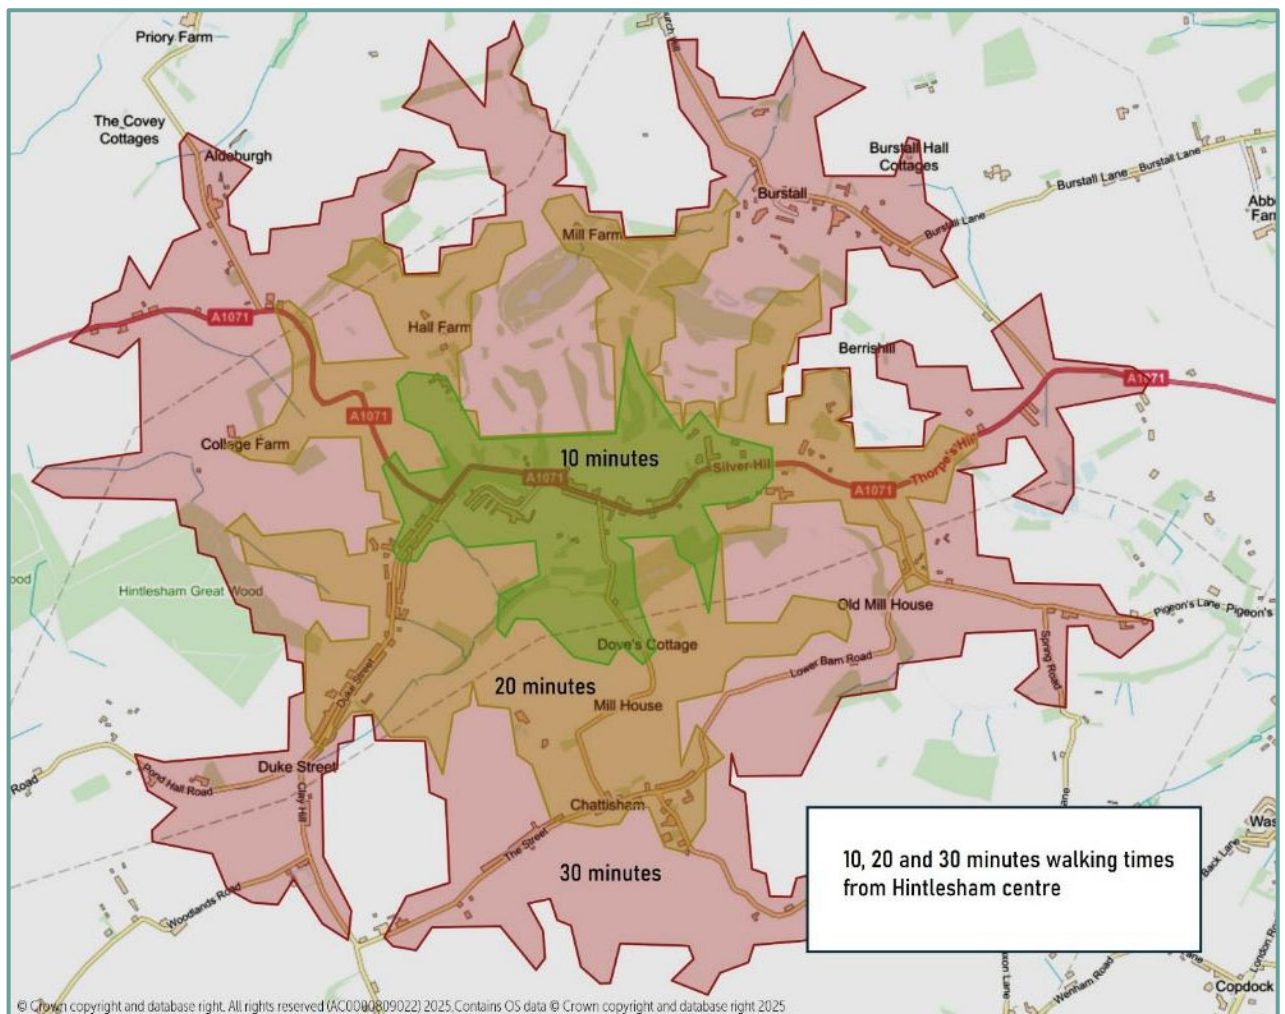 Priory Farm
The Covey
Cottages
Aldeburgh
Burstall Hall
Cottages
Burstall Lane
Burstall Lane
Burstall
Burstall Lane
Mill Farm
A1071
Hall Farm
Berrishill
A1071
A1071
College Farm
10 minutes
Silver Hill
Thorpe's Hill
A1071
A1071
Hintlesham Great Wood
Old Mill House
Pigeon's Lane
Pigeon's
Dove's Cottage
Lower Barn Road
Spring Road
Duke Street
20 minutes
Mill House
Duke Street
Road
Pond Hall Road
Clay Hill
Chattisham
The Street
30 minutes
10, 20 and 30 minutes walking times
from Hintlesham centre
Back Lane
Woodlands Road
Wenham Road
London Ro
Copdock
© Crown copyright and database right. All rights reserved (AC0000809022) 2025 Contains OS data © Crown copyright and database right 2025